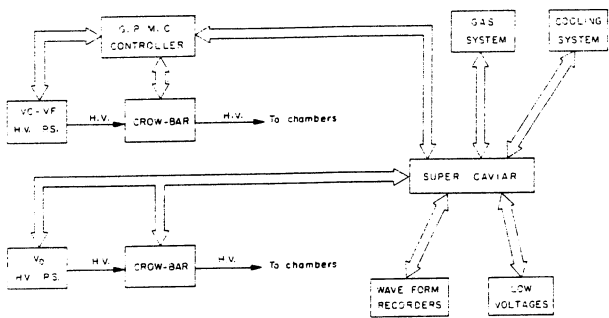 G. P. M. C
CONTROLLER
GAS
SYSTEM
COOLING
SYSTEM
VC-VF
H.V. P.S.
H.V.
CROW-BAR
H.V.
To chambers
SUPER CAVIAR
V₀
H.V. P.S.
H.V.
CROW-BAR
H.V.
To chambers
WAVE FORM
RECORDERS
LOW
VOLTAGES